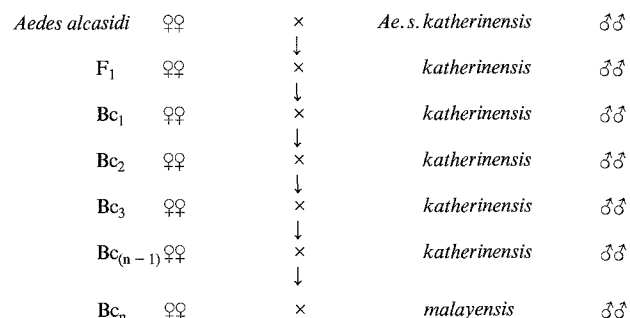 Aedes alcasidi ♀♀ × Ae. s. katherinensis ♂♂
↓
F₁ ♀♀ × katherinensis ♂♂
↓
Bc₁ ♀♀ × katherinensis ♂♂
↓
Bc₂ ♀♀ × katherinensis ♂♂
↓
Bc₃ ♀♀ × katherinensis ♂♂
↓
Bc₍ₙ ₋ ₁₎ ♀♀ × katherinensis ♂♂
↓
Bcₙ ♀♀ × malayensis ♂♂